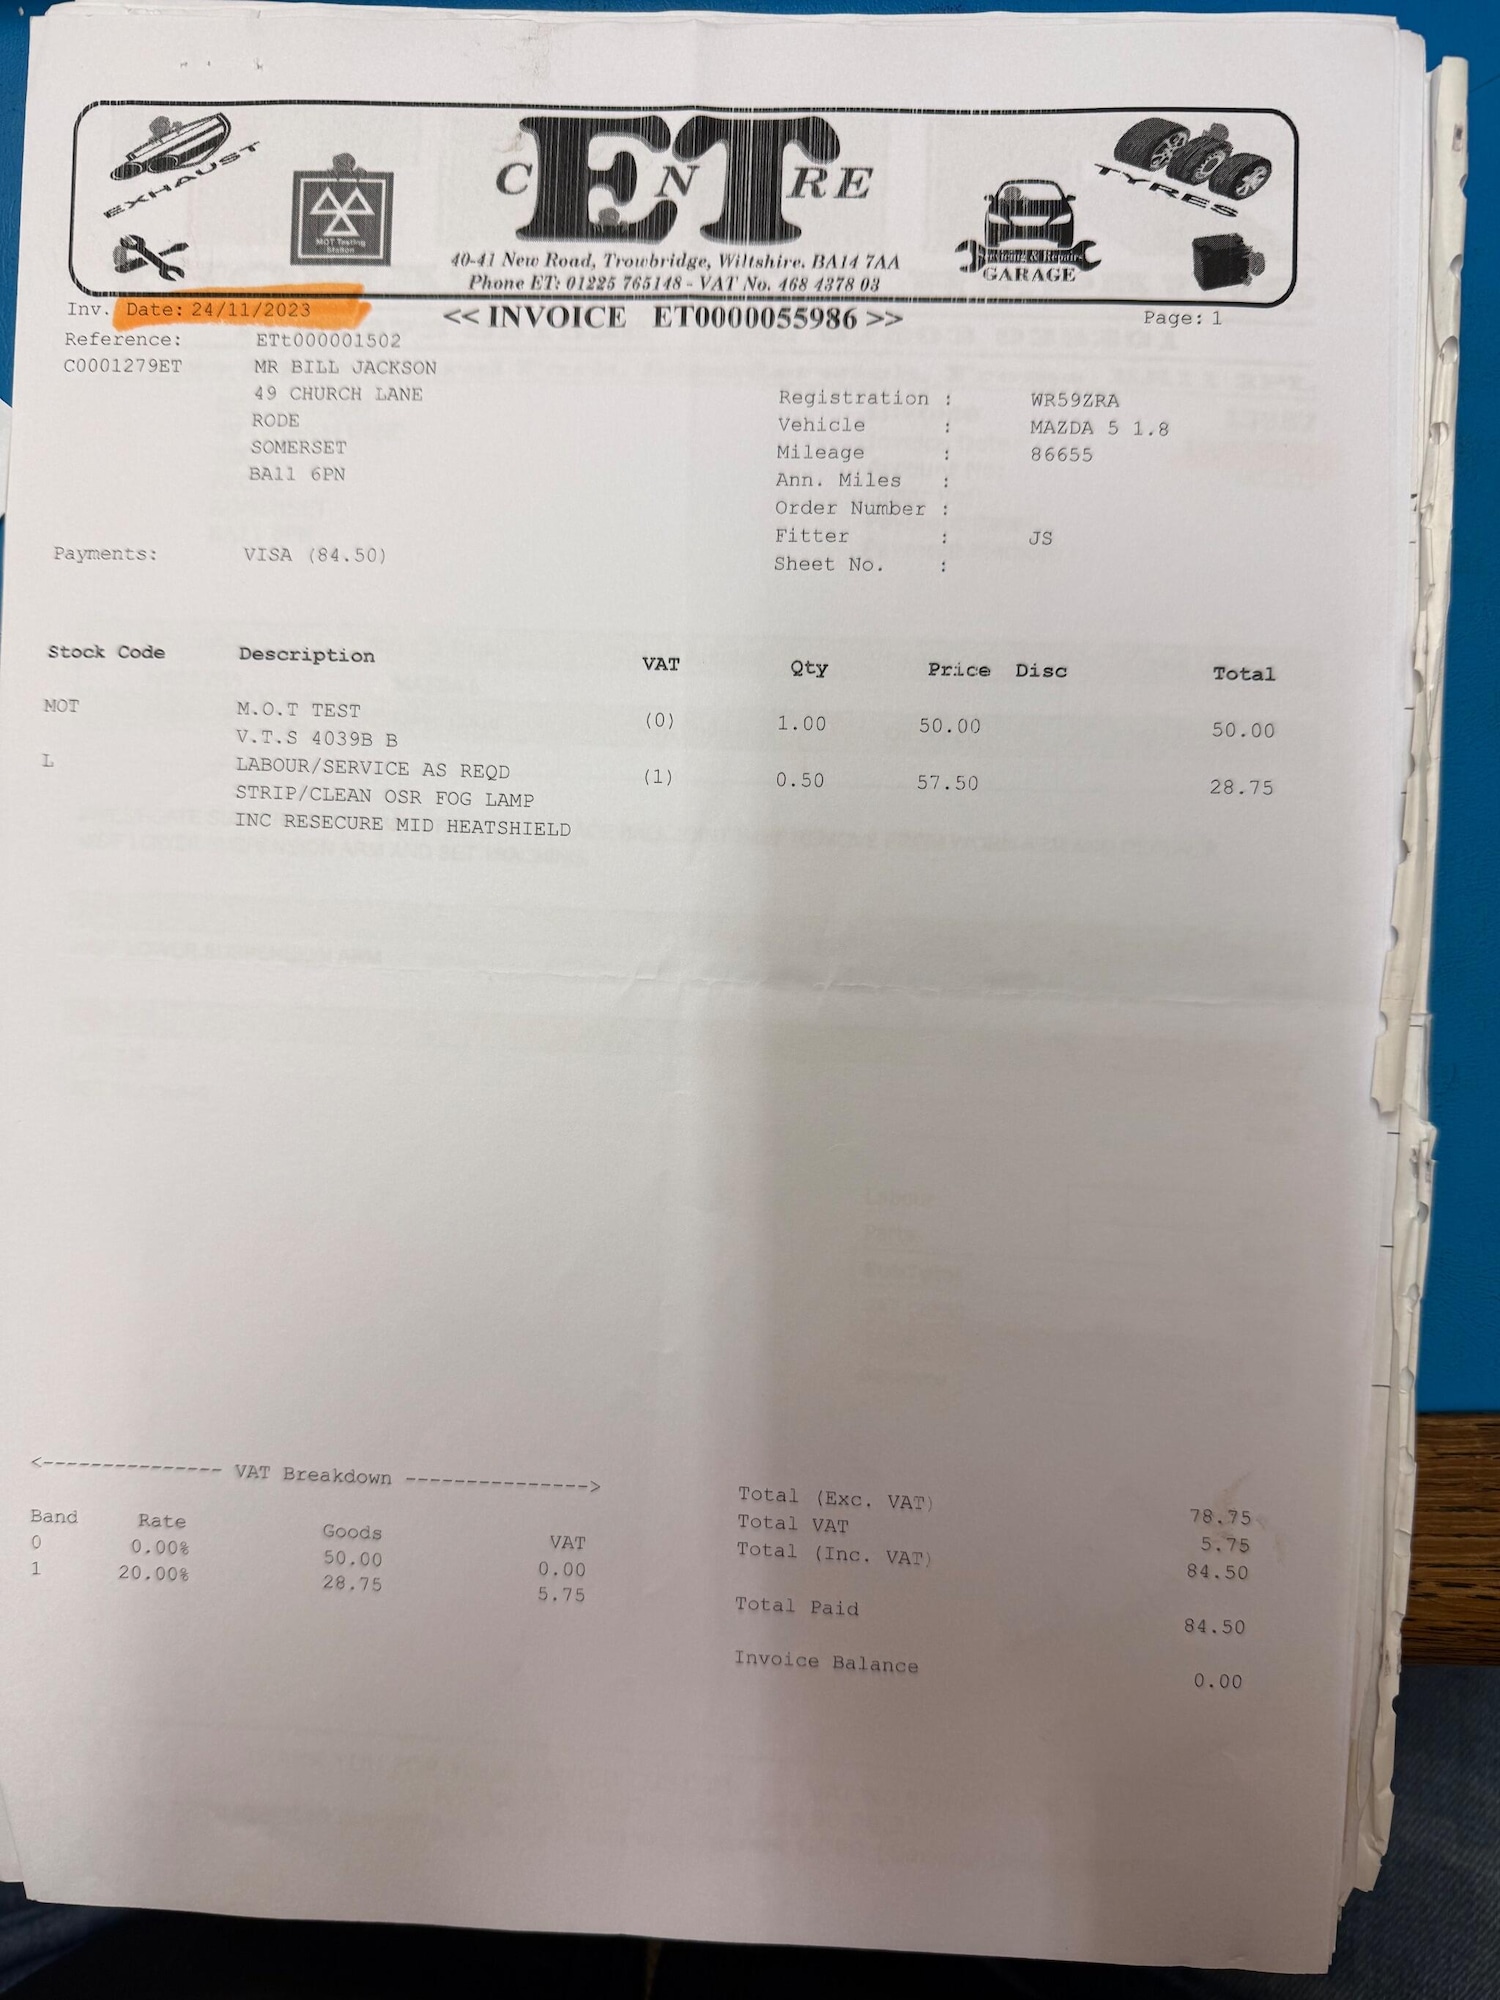 EXHAUST
MOT Testing
Station
ET CENTRE
TYRES
GARAGE
40-41 New Road, Trowbridge, Wiltshire. BA14 7AA
Phone ET: 01225 765148 - VAT No. 468 4378 03
Inv. Date: 24/11/2023
<< INVOICE ET0000055986 >>
Page: 1
Reference: ETt000001502
C0001279ET MR BILL JACKSON
49 CHURCH LANE
RODE
SOMERSET
BA11 6PN
Registration : WR59ZRA
Vehicle : MAZDA 5 1.8
Mileage : 86655
Ann. Miles :
Order Number :
Fitter : JS
Sheet No. :
Payments: VISA (84.50)
Stock Code Description VAT Qty Price Disc Total
MOT M.O.T TEST (0) 1.00 50.00 50.00
V.T.S 4039B B
L LABOUR/SERVICE AS REQD (1) 0.50 57.50 28.75
STRIP/CLEAN OSR FOG LAMP
INC RESECURE MID HEATSHIELD
<--------------- VAT Breakdown --------------->
Band Rate Goods VAT
0 0.00% 50.00 0.00
1 20.00% 28.75 5.75
Total (Exc. VAT) 78.75
Total VAT 5.75
Total (Inc. VAT) 84.50
Total Paid 84.50
Invoice Balance 0.00